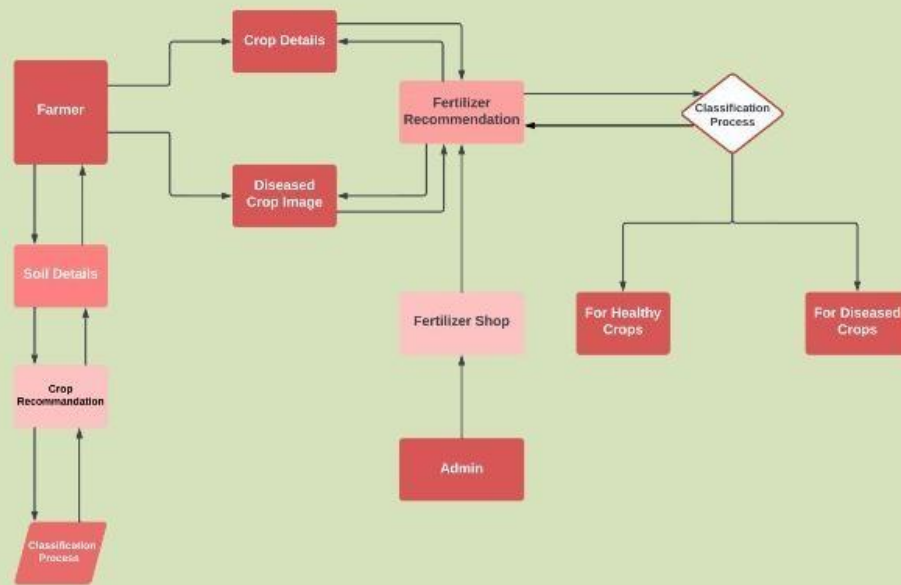 Crop Details
Farmer
Fertilizer
Recommendation
Classification
Process
Diseased
Crop Image
Soil Details
Fertilizer Shop
For Healthy
Crops
For Diseased
Crops
Crop
Recommandation
Admin
Classification
Process